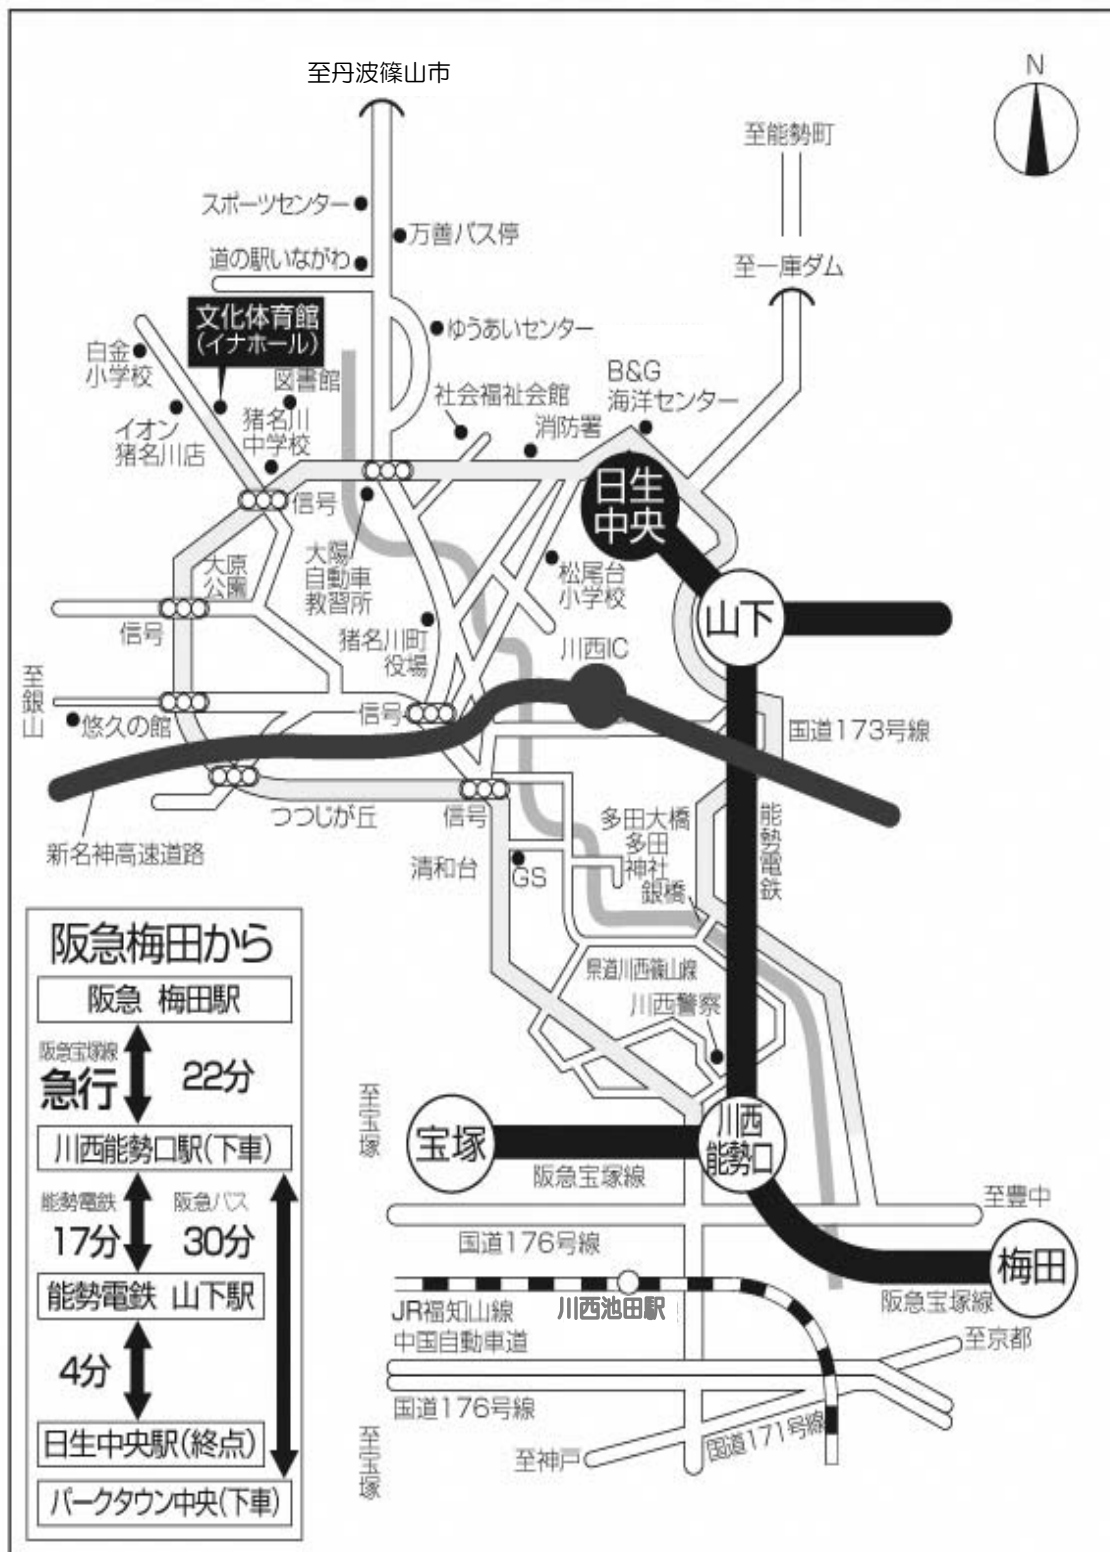 至丹波篠山市
N
至能勢町
スポーツセンター
万善バス停
道の駅いながわ
至一庫ダム
文化体育館
(イナホール)
ゆうあいセンター
白金
小学校
図書館
社会福祉会館
B&G
海洋センター
イオン
猪名川店
猪名川
中学校
消防署
日生
中央
信号
大原
公園
大陽
自動車
教習所
松尾台
小学校
山下
信号
猪名川町
役場
川西IC
至銀山
悠久の館
信号
国道173号線
つつじが丘
信号
多田大橋
多田
神社
銀橋
能勢電鉄
新名神高速道路
清和台
GS
県道川西篠山線
川西警察
阪急梅田から
阪急 梅田駅
阪急宝塚線
急行
22分
川西能勢口駅(下車)
能勢電鉄
17分
阪急バス
30分
能勢電鉄 山下駅
4分
日生中央駅(終点)
パークタウン中央(下車)
至宝塚
宝塚
川西
能勢口
阪急宝塚線
至豊中
国道176号線
梅田
阪急宝塚線
JR福知山線
川西池田駅
中国自動車道
至京都
国道176号線
至宝塚
至神戸
国道171号線